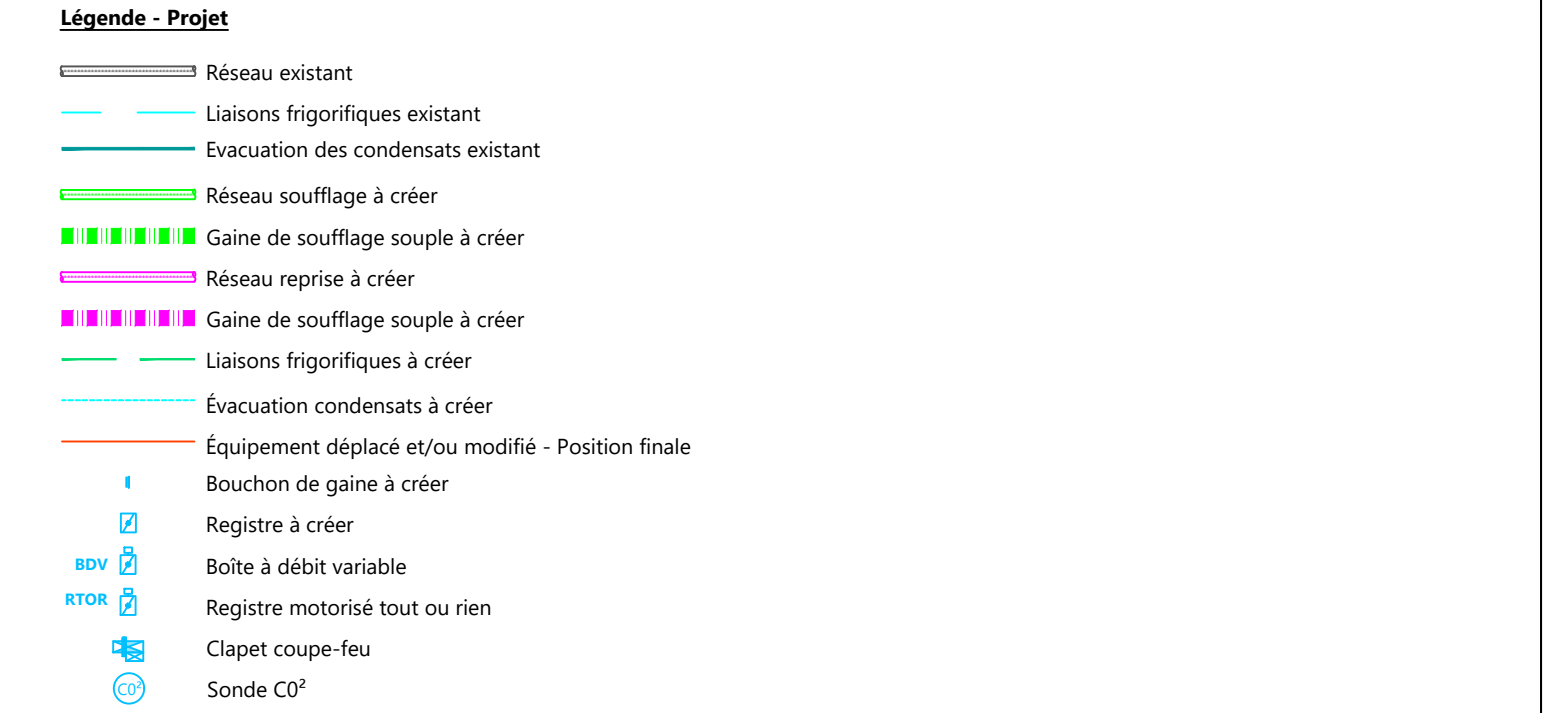 Légende - Projet
Réseau existant
Liaisons frigorifiques existant
Evacuation des condensats existant
Réseau soufflage à créer
Gaine de soufflage souple à créer
Réseau reprise à créer
Gaine de soufflage souple à créer
Liaisons frigorifiques à créer
Évacuation condensats à créer
Équipement déplacé et/ou modifié - Position finale
Bouchon de gaine à créer
Registre à créer
BDV Boîte à débit variable
RTOR Registre motorisé tout ou rien
Clapet coupe-feu
C0² Sonde C0²